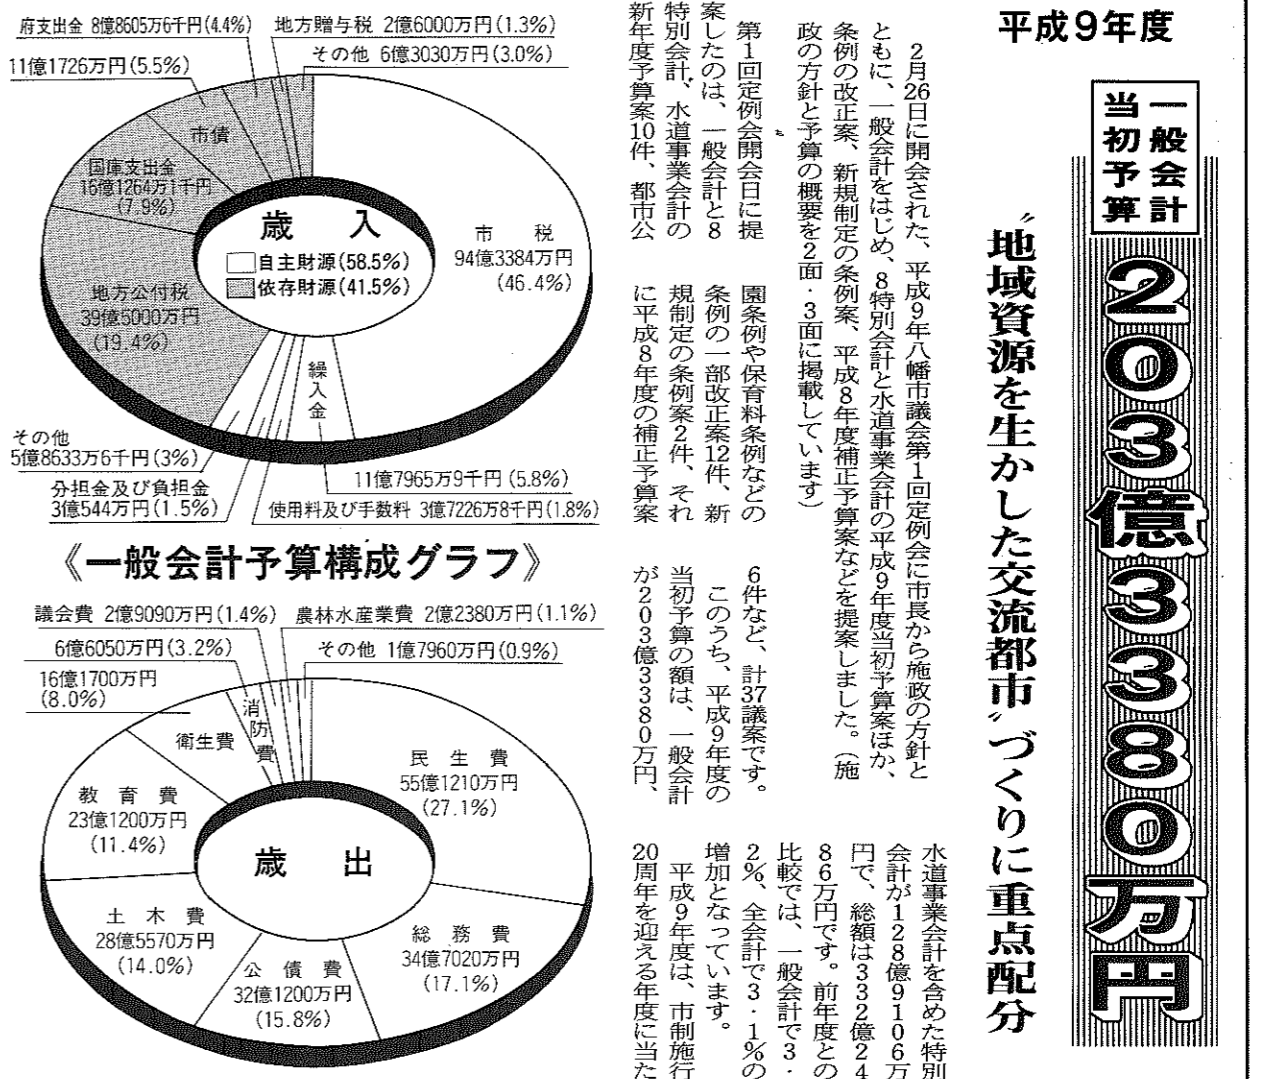 平成9年度
一般会計
当初予算
203億3380万円
〝地域資源を生かした交流都市〟づくりに重点配分
2月26日に開会された、平成9年八幡市議会第1回定例会に市長から施政の方針と
ともに、一般会計をはじめ、8特別会計と水道事業会計の平成9年度当初予算案ほか、
条例の改正案、新規制定の条例案、平成8年度補正予算案などを提案しました。（施
政の方針と予算の概要を2面・3面に掲載しています）
第1回定例会開会日に提
案したのは、一般会計と8
特別会計、水道事業会計の
新年度予算案10件、都市公
園条例や保育料条例などの
条例の一部改正案12件、新
規制定の条例案2件、それ
に平成8年度の補正予算案
6件など、計37議案です。
このうち、平成9年度の
当初予算の額は、一般会計
が203億3380万円、
水道事業会計を含めた特別
会計が128億9106万
円で、総額は332億24
86万円です。前年度との
比較では、一般会計で3・
2％、全会計で3・1％の
増加となっています。
平成9年度は、市制施行
20周年を迎える年度に当た
府支出金 8億8605万6千円(4.4%)
地方贈与税 2億6000万円(1.3%)
その他 6億3030万円(3.0%)
11億1726万円(5.5%)
市債
国庫支出金
16億1264万1千円
(7.9%)
地方公付税
39億5000万円
(19.4%)
歳 入
自主財源(58.5%)
依存財源(41.5%)
市 税
94億3384万円
(46.4%)
繰入金
その他
5億8633万6千円(3%)
分担金及び負担金
3億544万円(1.5%)
11億7965万9千円(5.8%)
使用料及び手数料 3億7226万8千円(1.8%)
《一般会計予算構成グラフ》
議会費 2億9090万円(1.4%)
農林水産業費 2億2380万円(1.1%)
6億6050万円(3.2%)
その他 1億7960万円(0.9%)
16億1700万円
(8.0%)
消防費
衛生費
民 生 費
55億1210万円
(27.1%)
教 育 費
23億1200万円
(11.4%)
歳 出
土 木 費
28億5570万円
(14.0%)
公 債 費
32億1200万円
(15.8%)
総 務 費
34億7020万円
(17.1%)